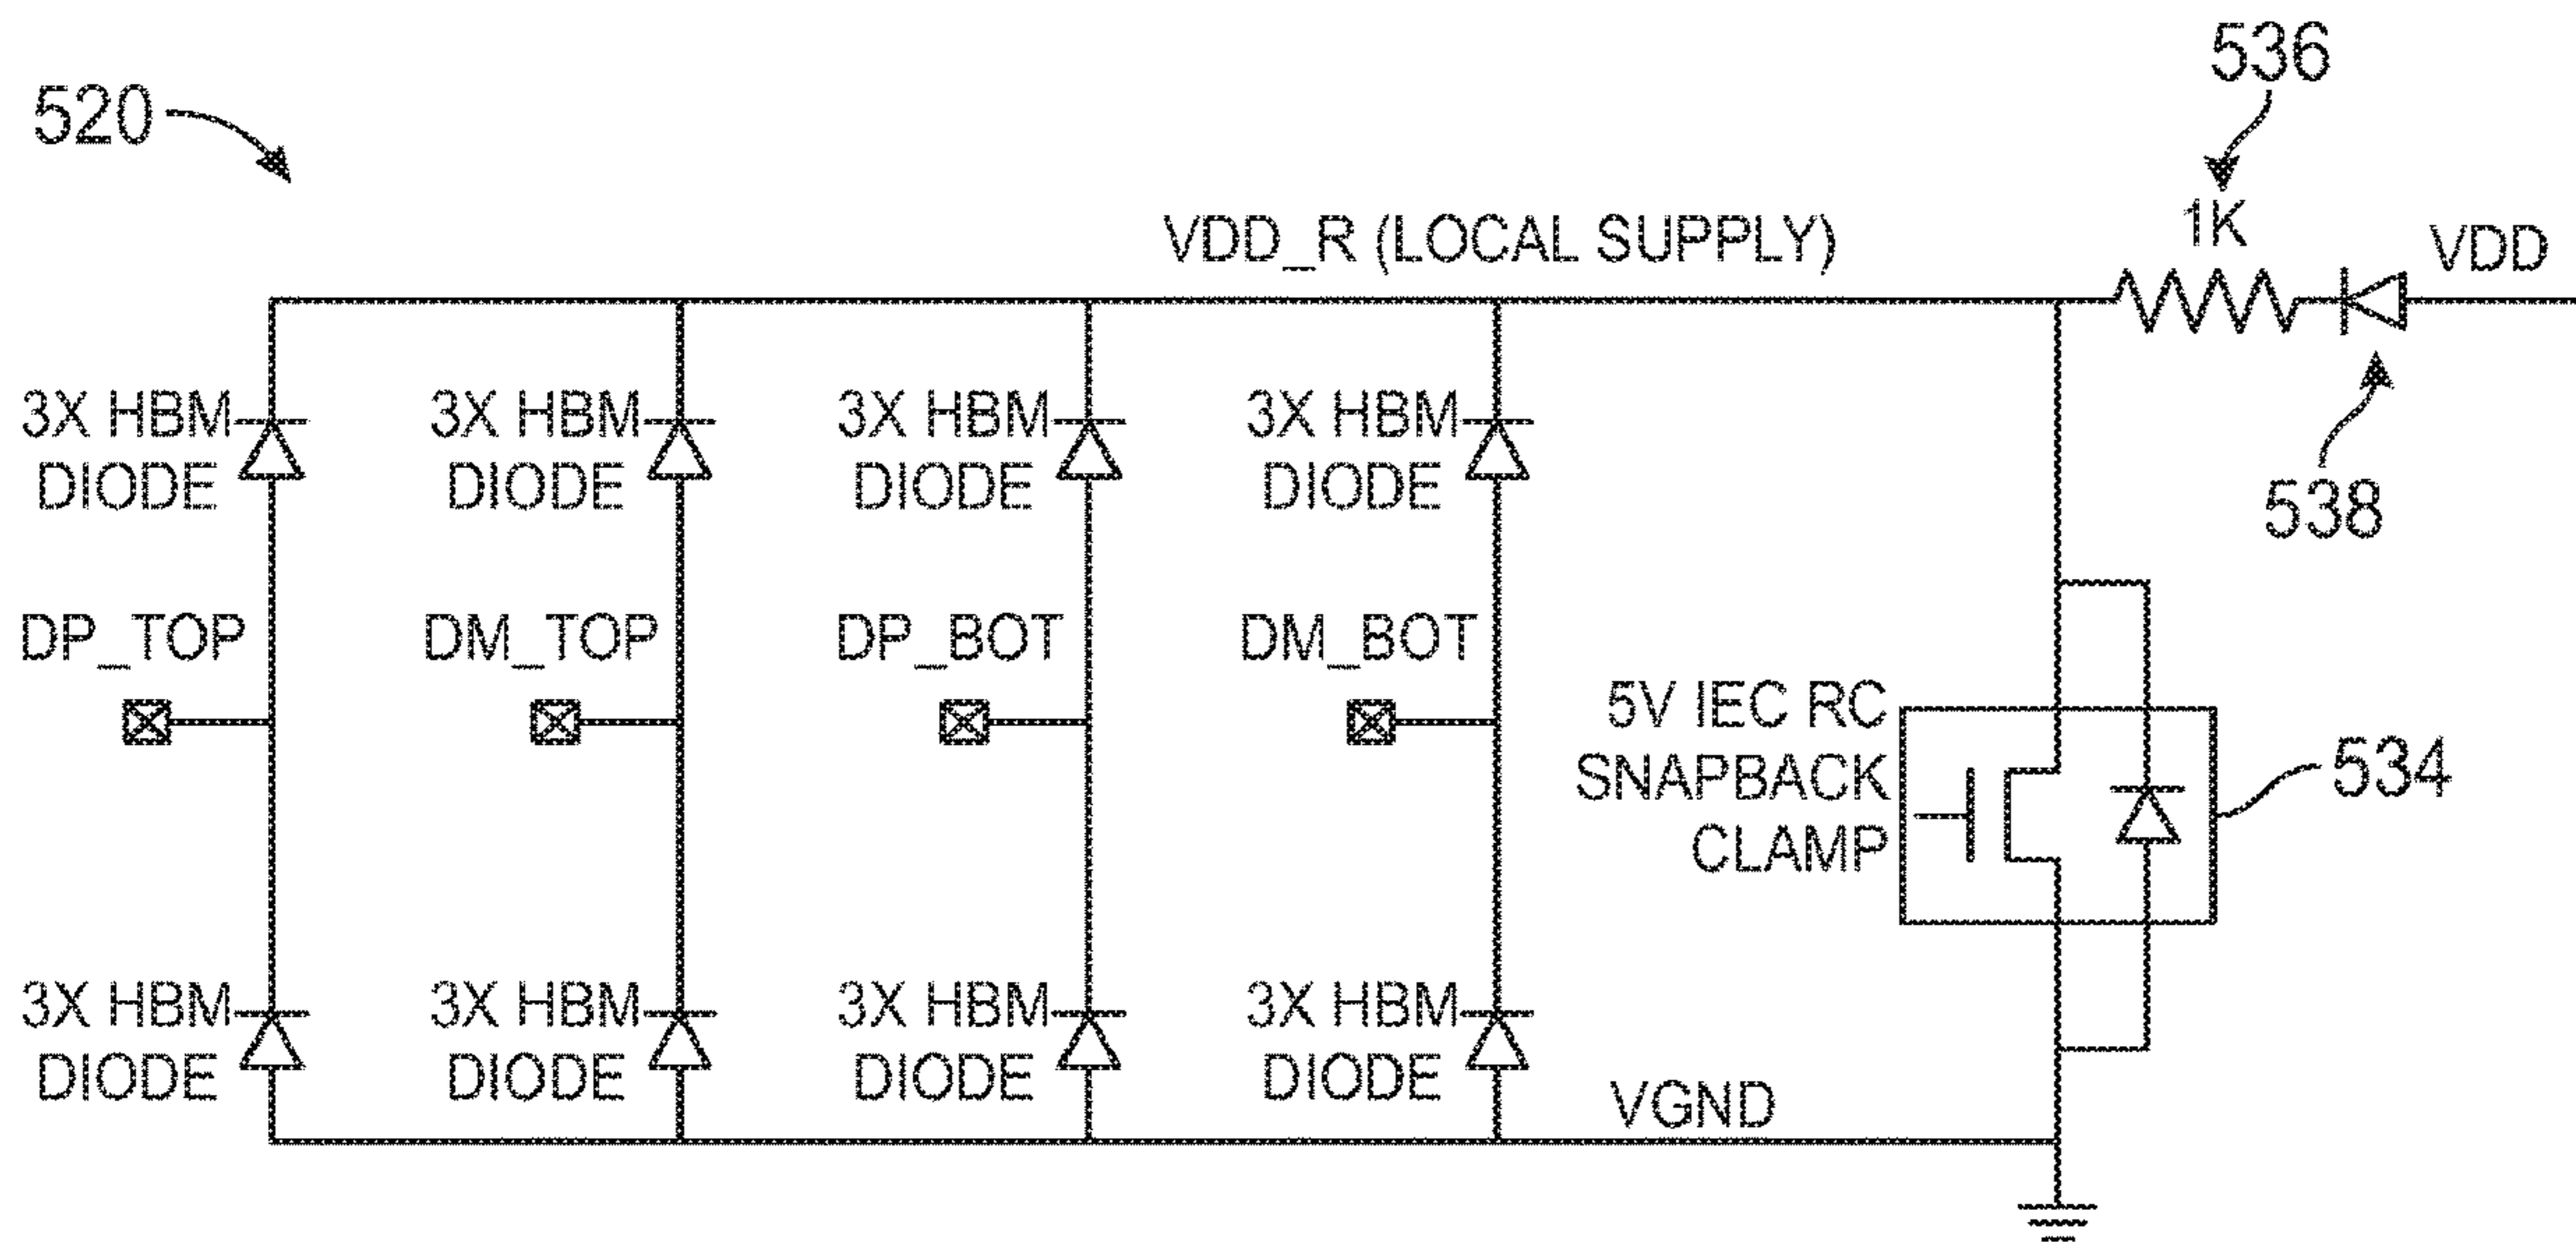 536
520
1K
VDD_R (LOCAL SUPPLY)
VDD
3X HBM
DIODE
3X HBM
DIODE
3X HBM
DIODE
3X HBM
DIODE
538
DP_TOP
DM_TOP
DP_BOT
DM_BOT
5V IEC RC
SNAPBACK
CLAMP
534
3X HBM
DIODE
3X HBM
DIODE
3X HBM
DIODE
3X HBM
DIODE
VGND